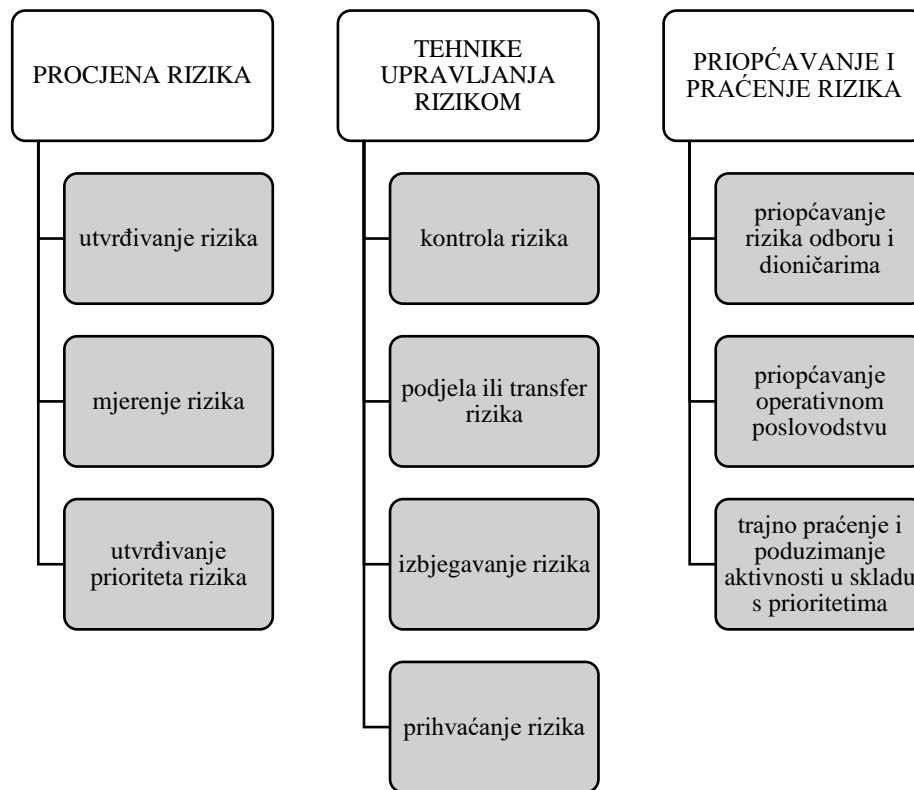 PROCJENA RIZIKA
utvrđivanje rizika
mjerenje rizika
utvrđivanje
prioriteta rizika
TEHNIKE
UPRAVLJANJA
RIZIKOM
kontrola rizika
podjela ili transfer
rizika
izbjegavanje rizika
prihvaćanje rizika
PRIOPĆAVANJE I
PRAĆENJE RIZIKA
priopćavanje
rizika odboru i
dioničarima
priopćavanje
operativnom
poslovodstvu
trajno praćenje i
poduzimanje
aktivnosti u skladu
s prioritetima